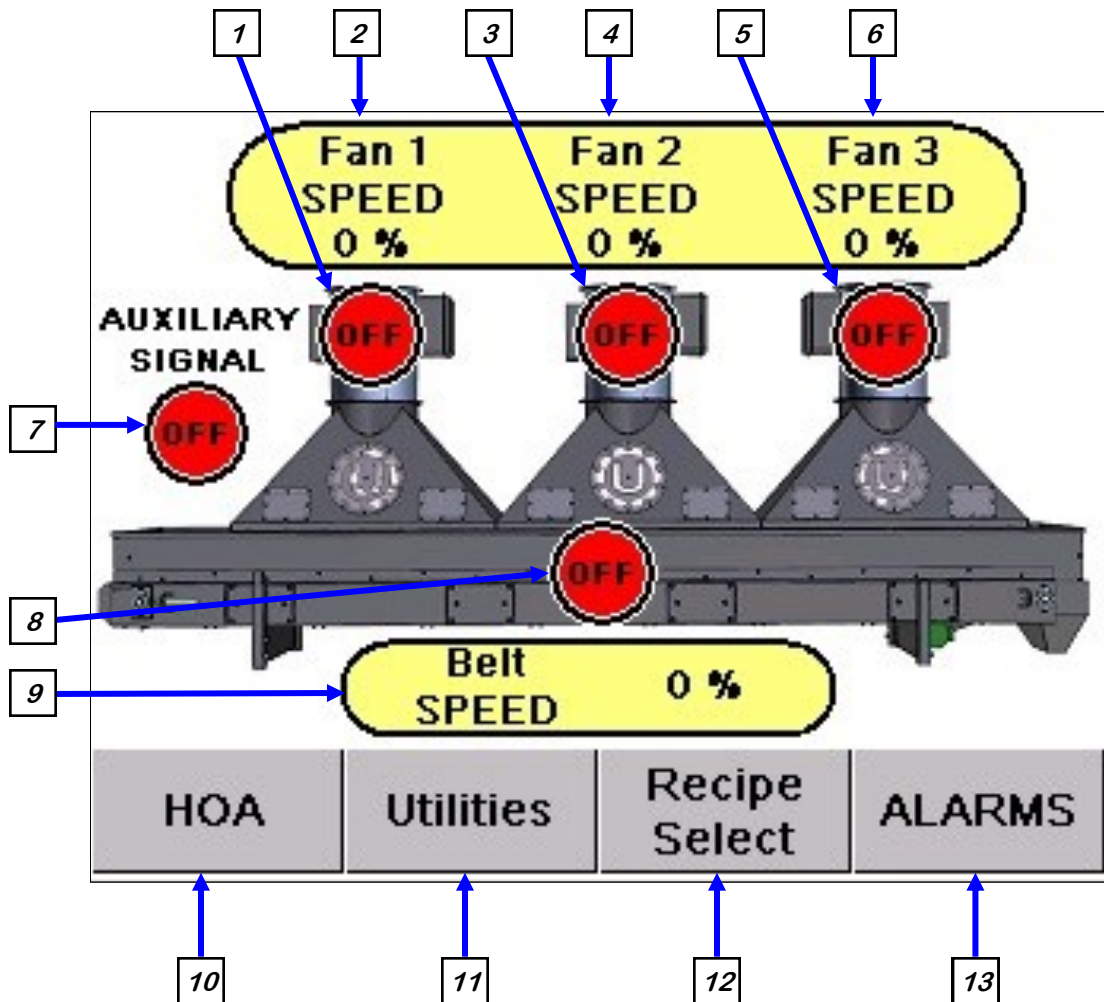 1 2 3 4 5 6
Fan 1 Fan 2 Fan 3
SPEED SPEED SPEED
0 % 0 % 0 %
AUXILIARY
SIGNAL
OFF OFF OFF
7
OFF
U U U
OFF
8
9
Belt
SPEED
0 %
HOA
Utilities
Recipe
Select
ALARMS
10 11 12 13